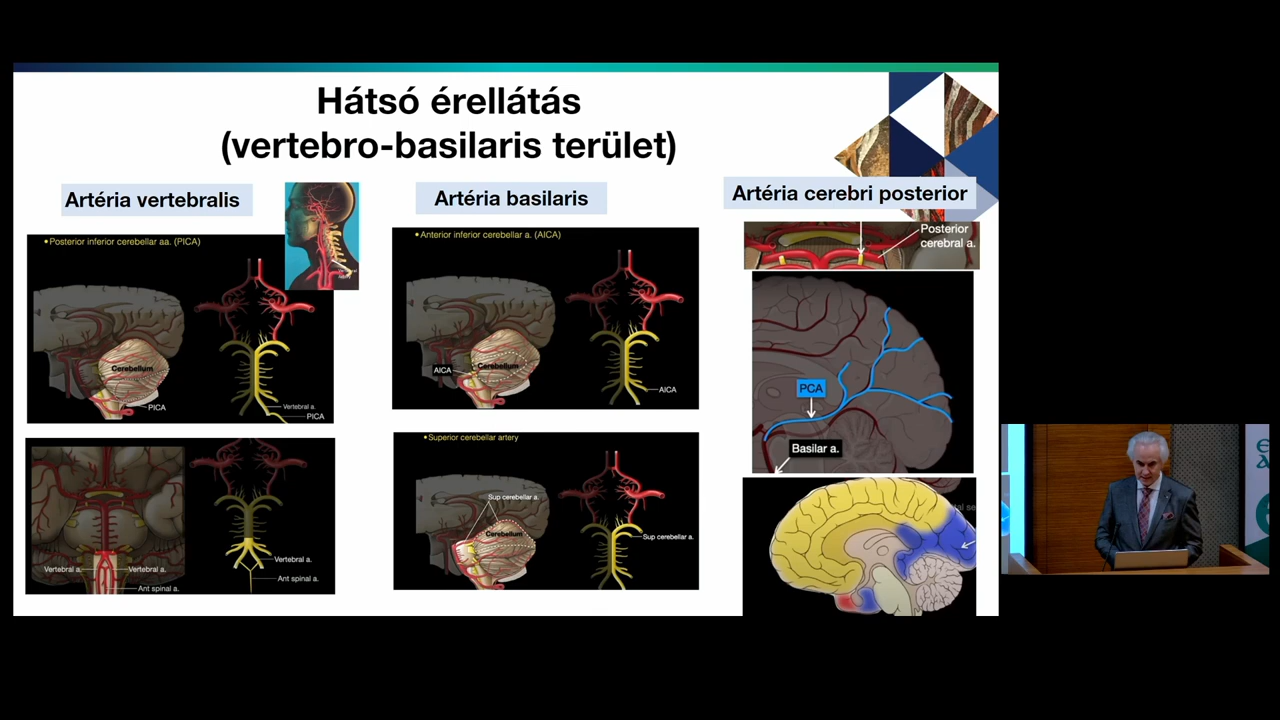 Hátsó érellátás
(vertebro-basilaris terület)
Artéria vertebralis
Artéria basilaris
Artéria cerebri posterior
•Posterior inferior cerebellar aa. (PICA)
Cerebellum
PICA
Vertebral a.
PICA
Vertebral a.
Vertebral a.
Ant spinal a.
Vertebral a.
Ant spinal a.
•Anterior inferior cerebellar a. (AICA)
AICA
Cerebellum
AICA
•Superior cerebellar artery
Sup cerebellar a.
Cerebellum
Sup cerebellar a.
Posterior
cerebral a.
PCA
Basilar a.